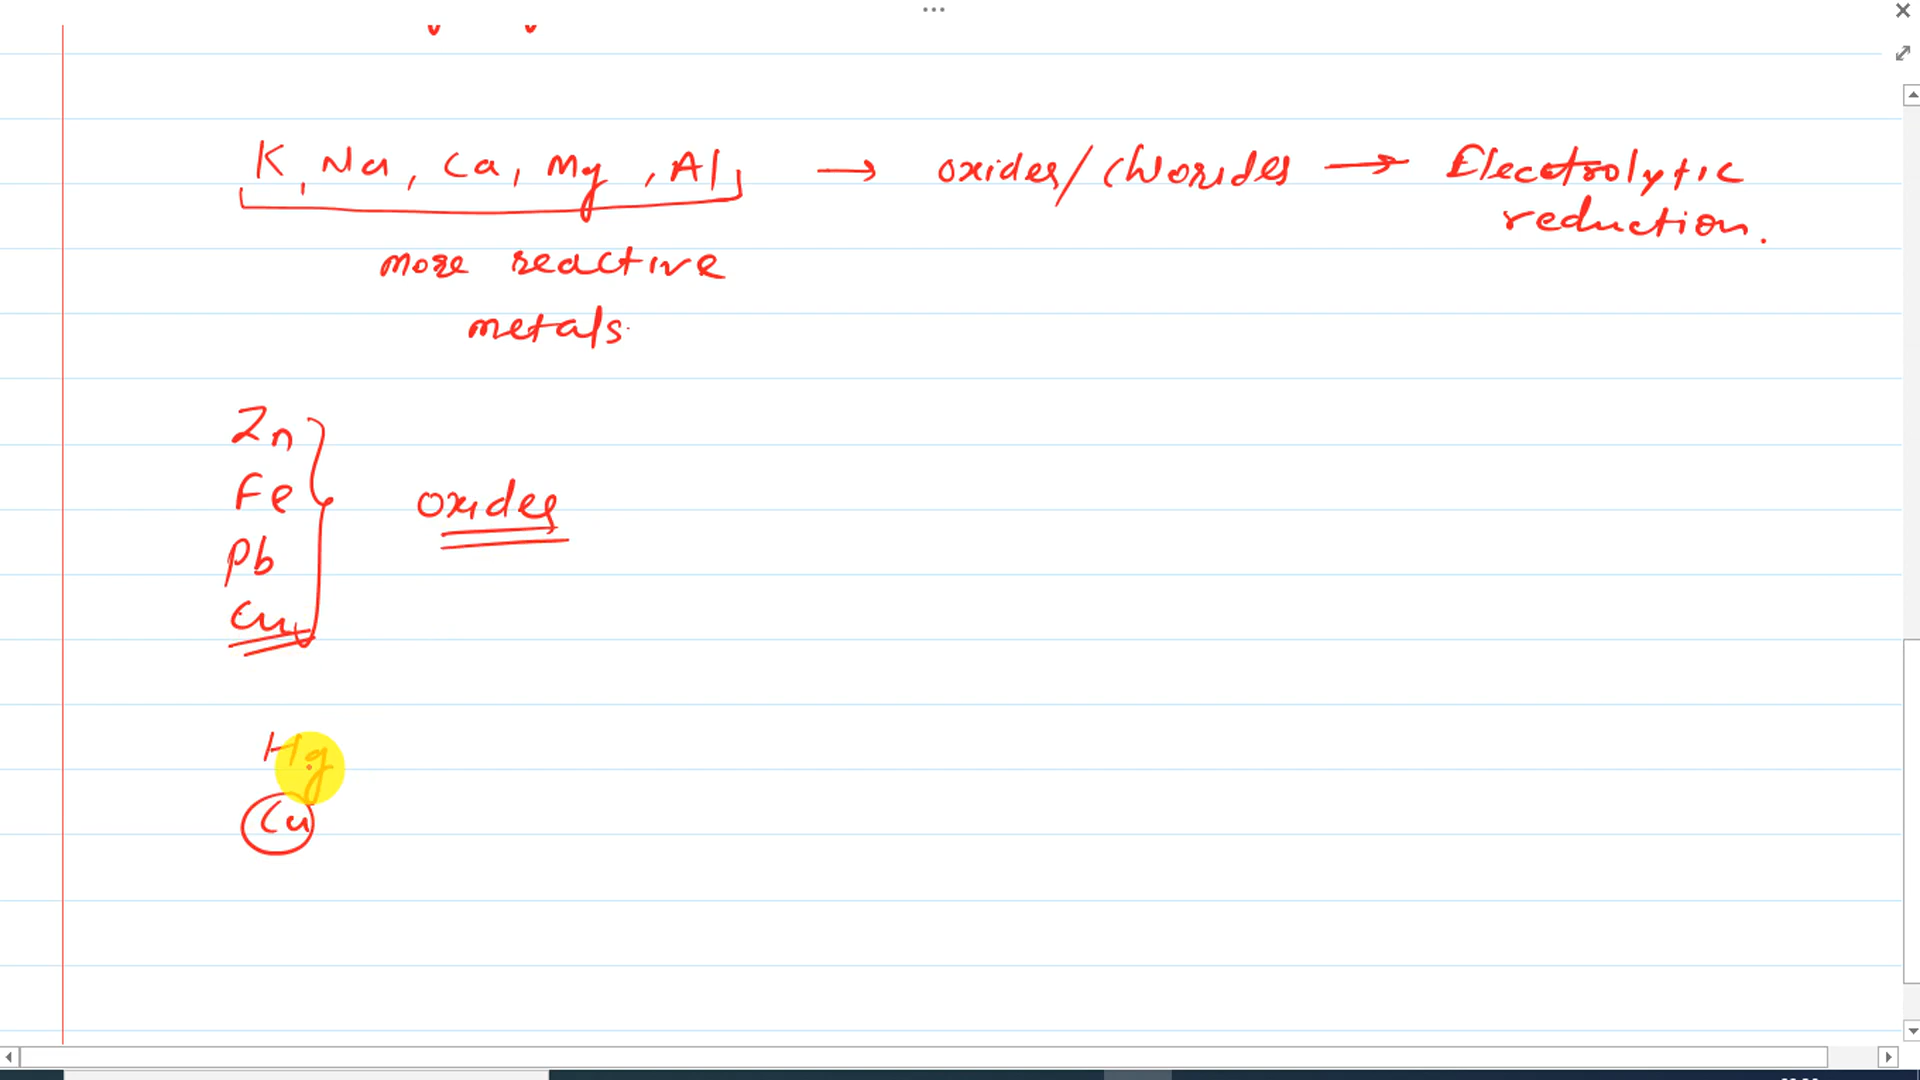 K, Na, Ca, Mg, Al, → oxides/chlorides → Electrolytic
reduction.
more reactive
metals.
Zn
Fe
oxides
Pb
Cu
Hg
Cu